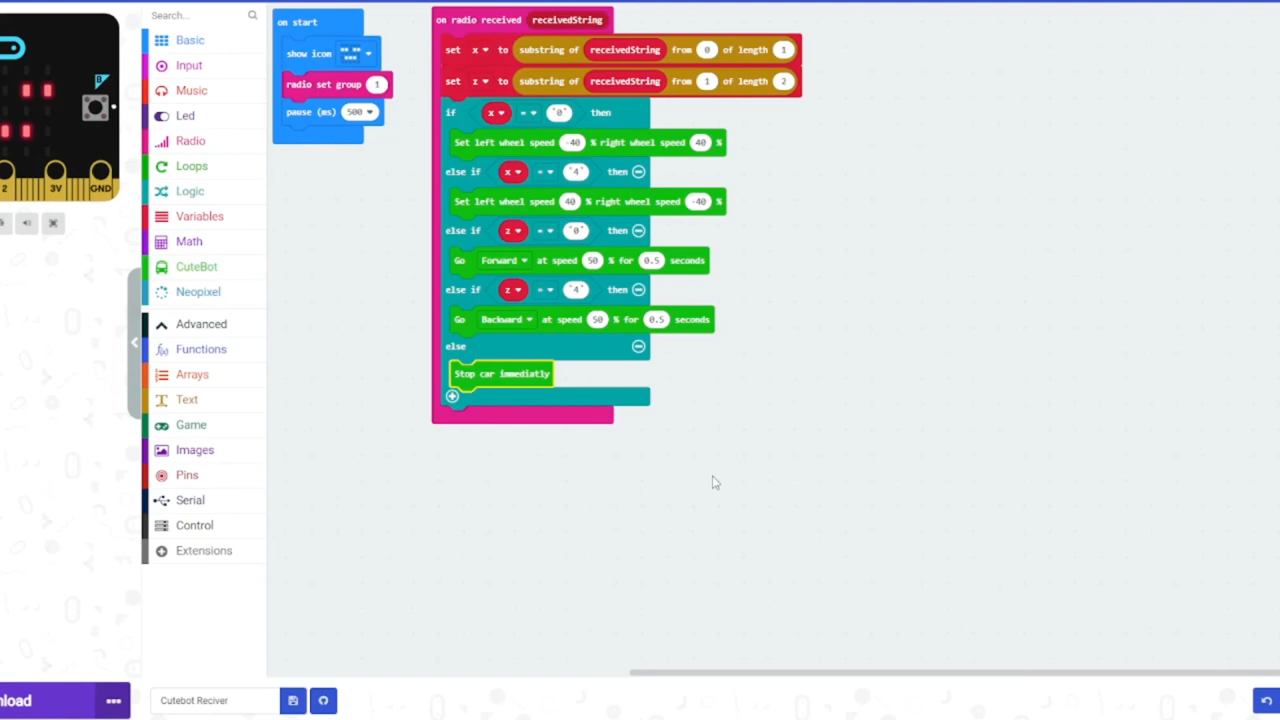 Search...
Basic
Input
Music
Led
Radio
Loops
Logic
Variables
Math
CuteBot
Neopixel
Advanced
Functions
Arrays
Text
Game
Images
Pins
Serial
Control
Extensions
B
2 3V GND
on start
show icon
radio set group 1
pause (ms) 500
on radio received receivedString
set x to substring of receivedString from 0 of length 1
set z to substring of receivedString from 1 of length 2
if x = "0" then
Set left wheel speed -40 % right wheel speed 40 %
else if x = "4" then
Set left wheel speed 40 % right wheel speed -40 %
else if z = "0" then
Go Forward at speed 50 % for 0.5 seconds
else if z = "4" then
Go Backward at speed 50 % for 0.5 seconds
else
Stop car immediatly
nload
Cutebot Reciver